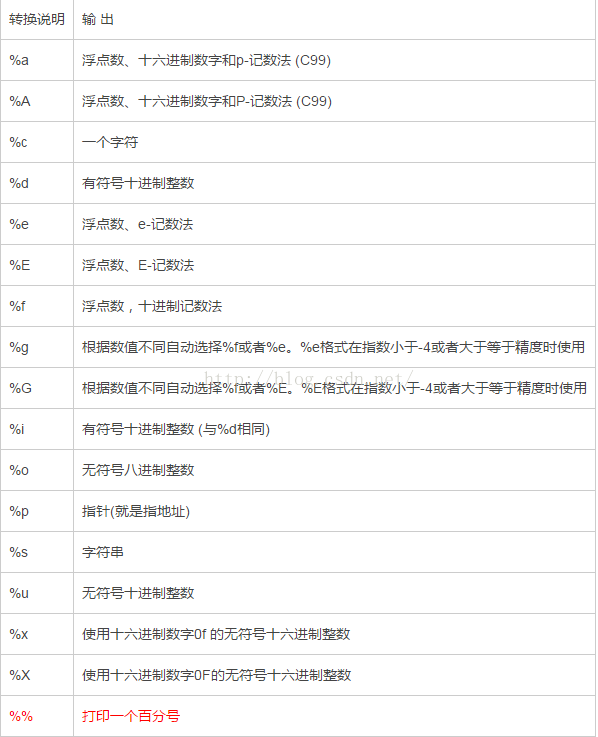 转换说明 输 出
%a 浮点数、十六进制数字和p-记数法 (C99)
%A 浮点数、十六进制数字和P-记数法 (C99)
%c 一个字符
%d 有符号十进制整数
%e 浮点数、e-记数法
%E 浮点数、E-记数法
%f 浮点数，十进制记数法
%g 根据数值不同自动选择%f或者%e。%e格式在指数小于-4或者大于等于精度时使用
http://blog.csdn.net/
%G 根据数值不同自动选择%f或者%E。%E格式在指数小于-4或者大于等于精度时使用
%i 有符号十进制整数 (与%d相同)
%o 无符号八进制整数
%p 指针(就是指地址)
%s 字符串
%u 无符号十进制整数
%x 使用十六进制数字0f 的无符号十六进制整数
%X 使用十六进制数字0F的无符号十六进制整数
%% 打印一个百分号